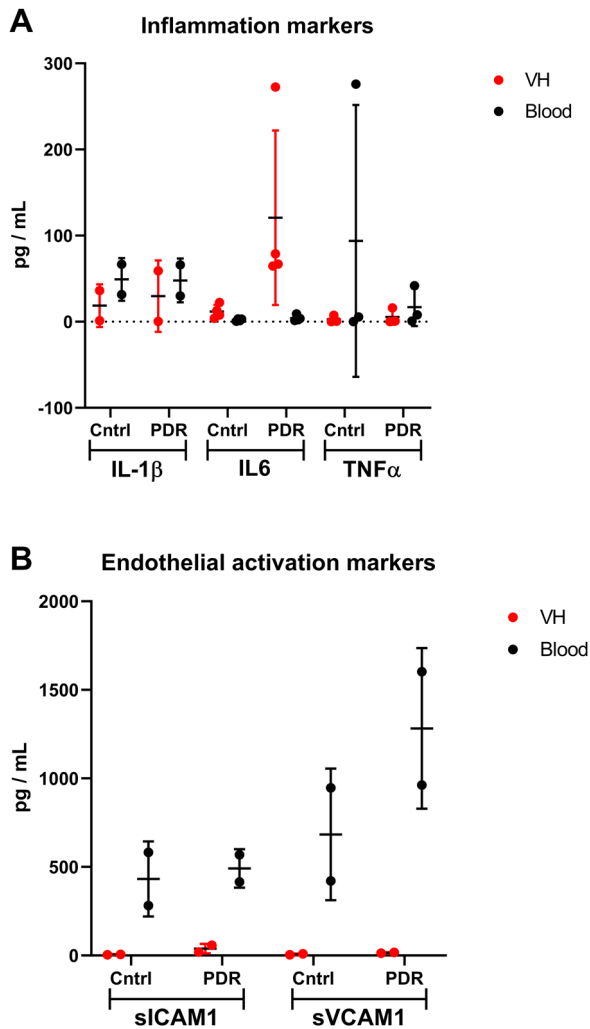 A
Inflammation markers
pg / mL
300
200
100
0
-100
VH
Blood
Cntrl PDR Cntrl PDR Cntrl PDR
IL-1β IL6 TNFα
B
Endothelial activation markers
pg / mL
2000
1500
1000
500
0
VH
Blood
Cntrl PDR Cntrl PDR
sICAM1 sVCAM1